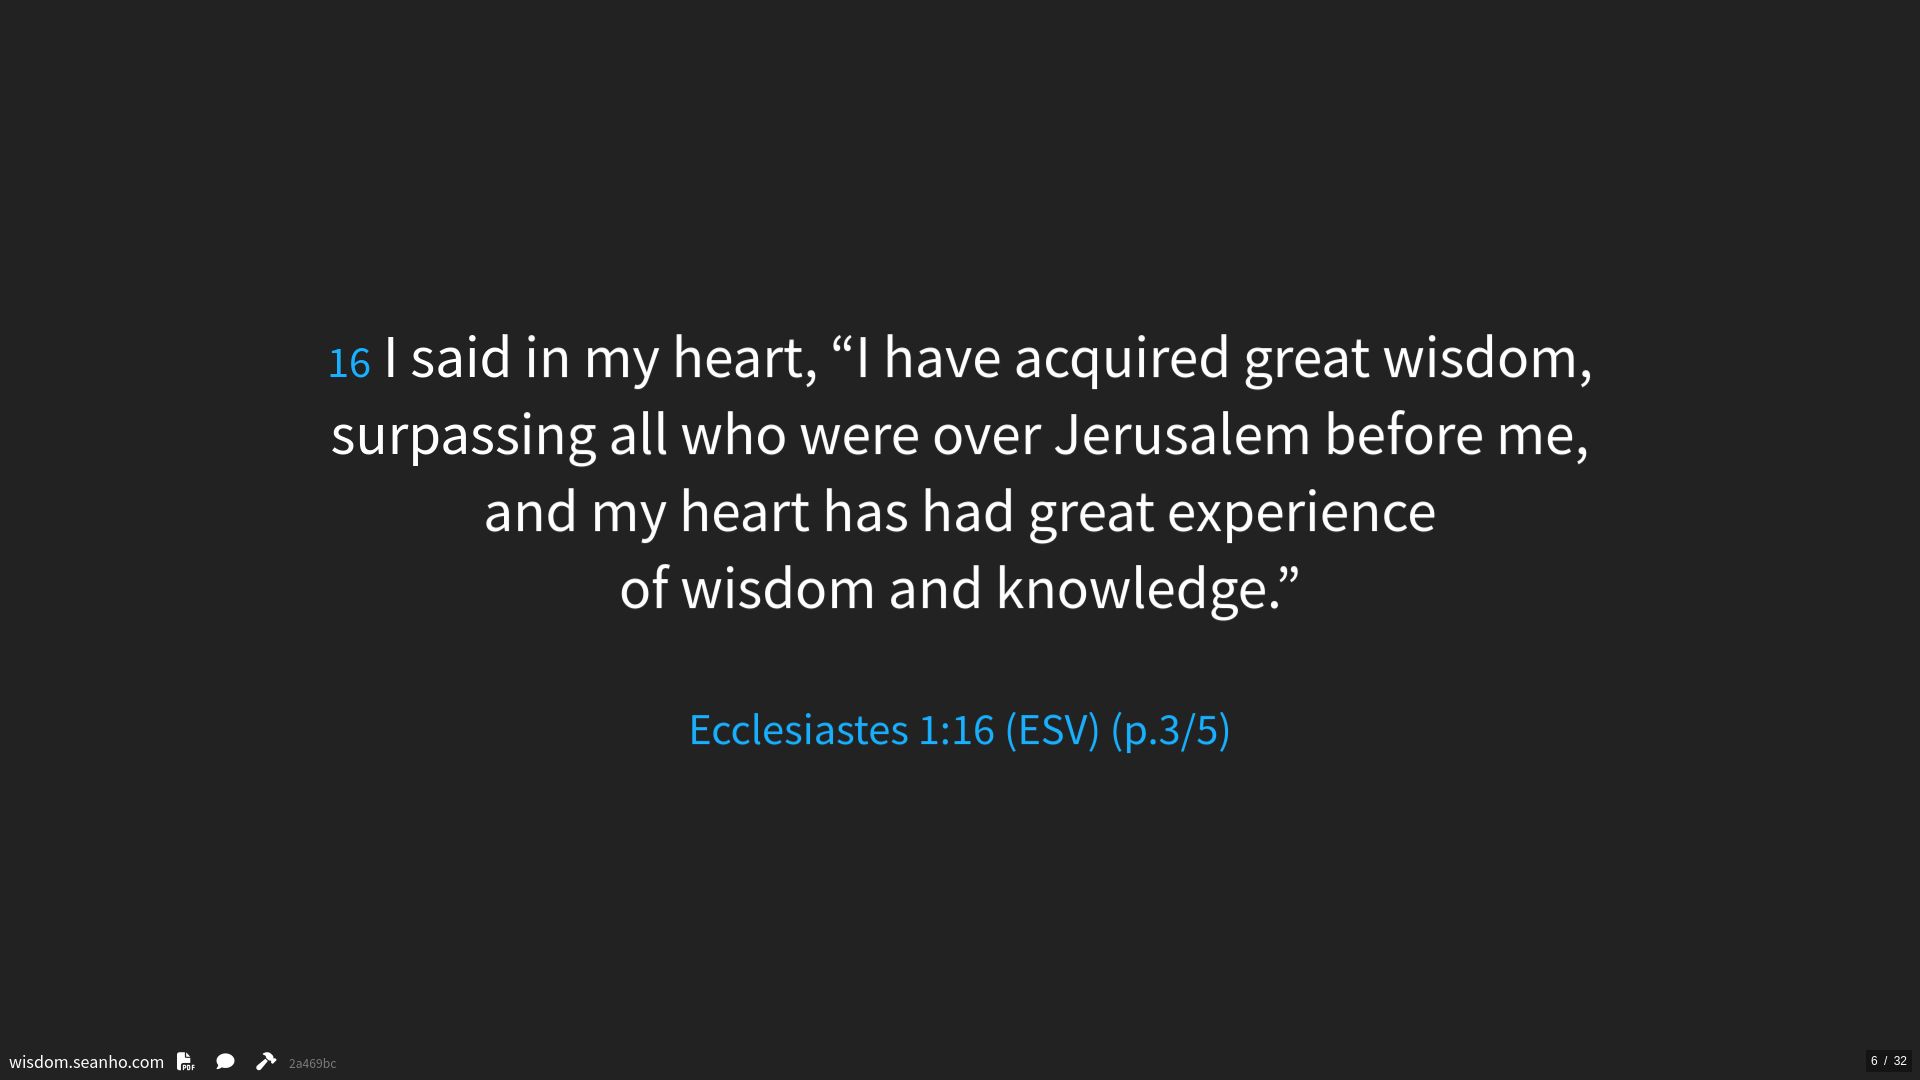 16 I said in my heart, “I have acquired great wisdom,
surpassing all who were over Jerusalem before me,
and my heart has had great experience
of wisdom and knowledge.”
Ecclesiastes 1:16 (ESV) (p.3/5)
wisdom.seanho.com PDF 2a469bc
6 / 32